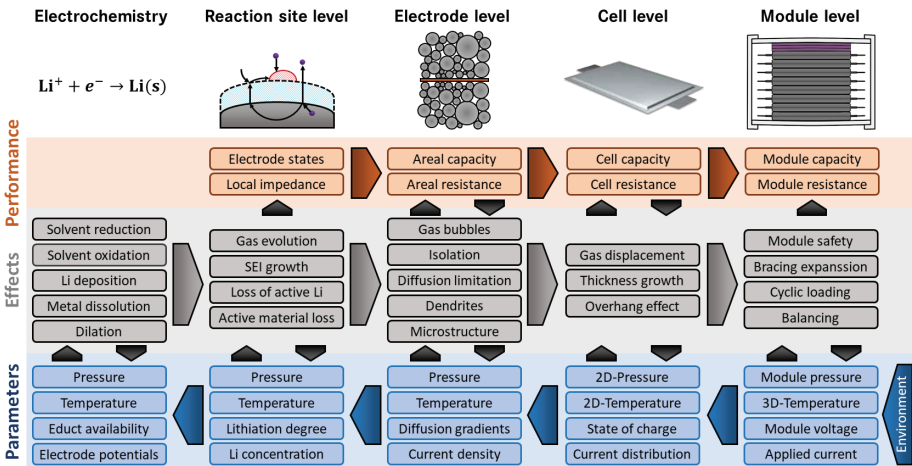 Electrochemistry
Reaction site level
Electrode level
Cell level
Module level
Li⁺ + e⁻ → Li(s)
Performance
Electrode states
Local impedance
Areal capacity
Areal resistance
Cell capacity
Cell resistance
Module capacity
Module resistance
Effects
Solvent reduction
Solvent oxidation
Li deposition
Metal dissolution
Dilation
Gas evolution
SEI growth
Loss of active Li
Active material loss
Gas bubbles
Isolation
Diffusion limitation
Dendrites
Microstructure
Gas displacement
Thickness growth
Overhang effect
Module safety
Bracing expanssion
Cyclic loading
Balancing
Parameters
Pressure
Temperature
Educt availability
Electrode potentials
Pressure
Temperature
Lithiation degree
Li concentration
Pressure
Temperature
Diffusion gradients
Current density
2D-Pressure
2D-Temperature
State of charge
Current distribution
Module pressure
3D-Temperature
Module voltage
Applied current
Environment